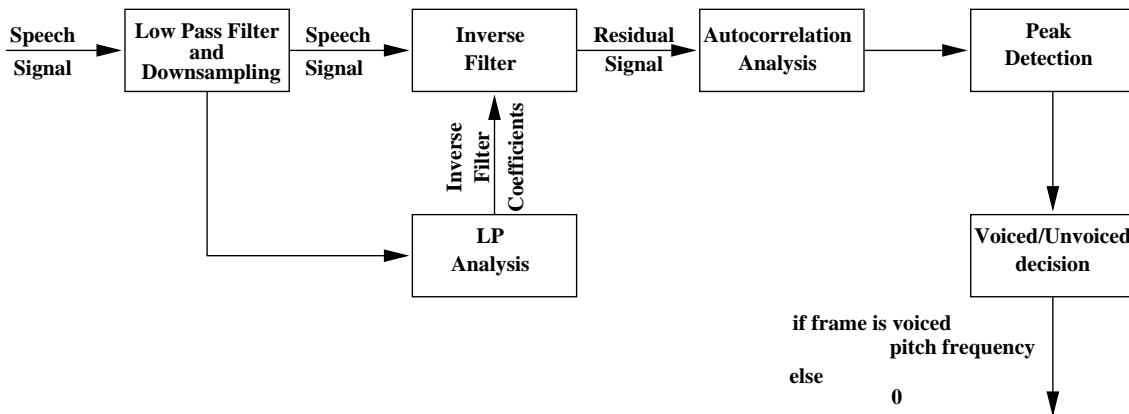 Speech
Signal
Low Pass Filter
and
Downsampling
Speech
Signal
Inverse
Filter
Residual
Signal
Autocorrelation
Analysis
Peak
Detection
Inverse
Filter
Coefficients
LP
Analysis
Voiced/Unvoiced
decision
if frame is voiced
pitch frequency
else
0